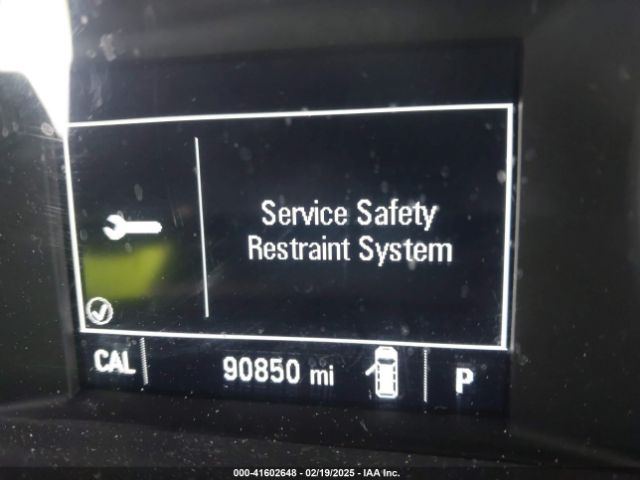 Service Safety
Restraint System
CAL
90850 mi
P
000-41602648 - 02/19/2025 - IAA Inc.